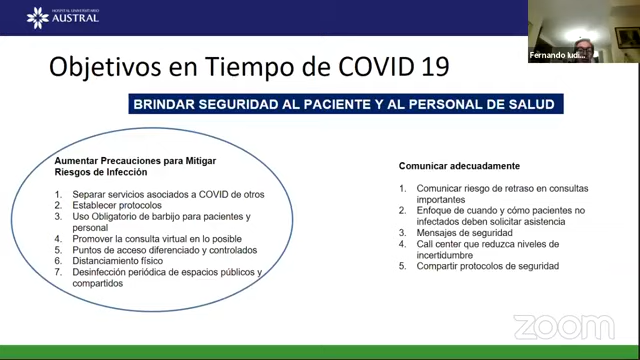 HOSPITAL UNIVERSITARIO
AUSTRAL
Fernando Iudi...
Objetivos en Tiempo de COVID 19
BRINDAR SEGURIDAD AL PACIENTE Y AL PERSONAL DE SALUD
Aumentar Precauciones para Mitigar
Riesgos de Infección
1. Separar servicios asociados a COVID de otros
2. Establecer protocolos
3. Uso Obligatorio de barbijo para pacientes y
personal
4. Promover la consulta virtual en lo posible
5. Puntos de acceso diferenciado y controlados
6. Distanciamiento físico
7. Desinfección periódica de espacios públicos y
compartidos
Comunicar adecuadamente
1. Comunicar riesgo de retraso en consultas
importantes
2. Enfoque de cuando y cómo pacientes no
infectados deben solicitar asistencia
3. Mensajes de seguridad
4. Call center que reduzca niveles de
incertidumbre
5. Compartir protocolos de seguridad
zoom